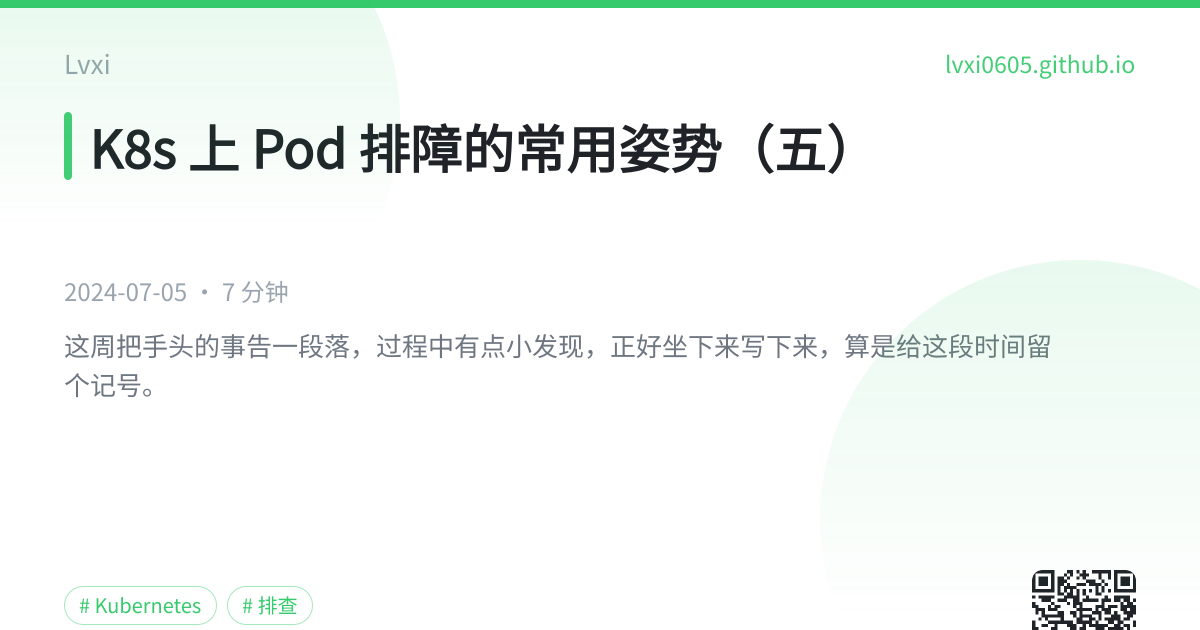 Lvxi
lvxi0605.github.io
K8s 上 Pod 排障的常用姿势（五）
2024-07-05 · 7 分钟
这周把手头的事告一段落，过程中有点小发现，正好坐下来写下来，算是给这段时间留
个记号。
# Kubernetes
# 排查